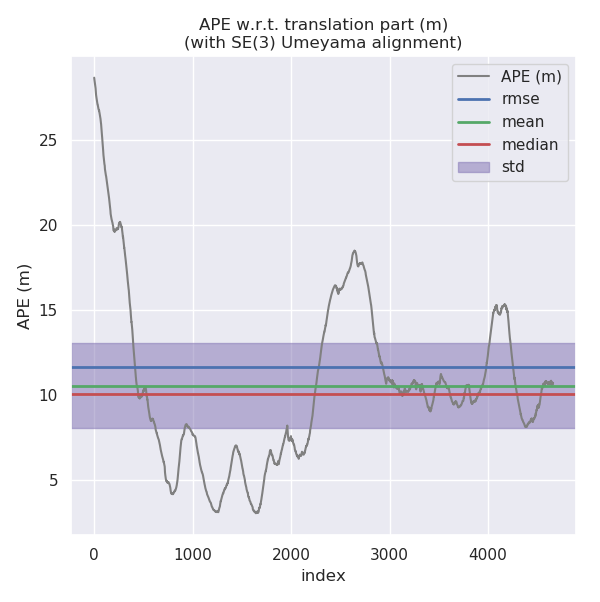 APE w.r.t. translation part (m)
(with SE(3) Umeyama alignment)
APE (m)
rmse
mean
median
std
25
20
15
10
5
APE (m)
0
1000
2000
3000
4000
index